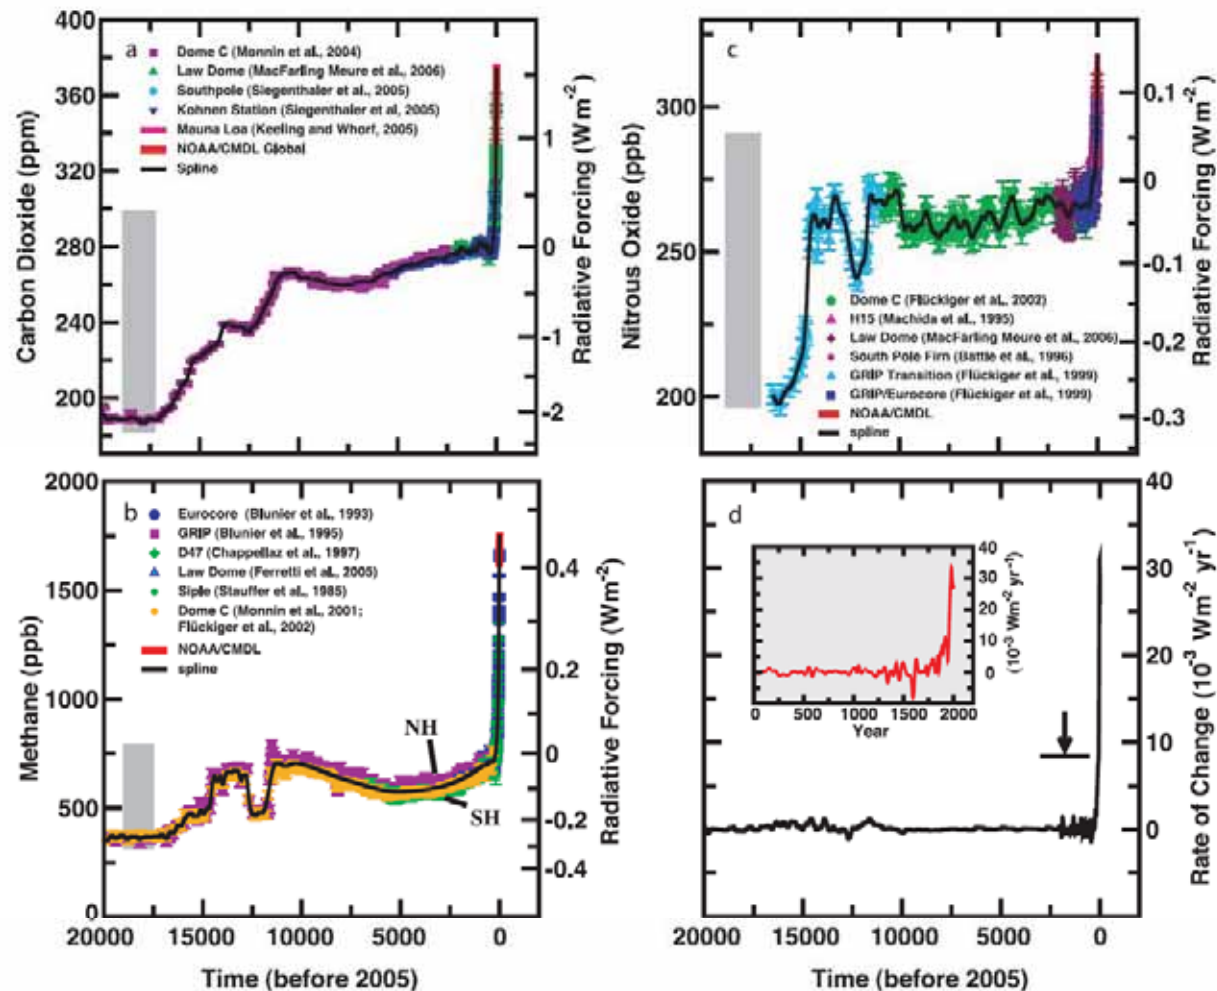 a
400
360
320
280
240
200
190
Carbon Dioxide (ppm)
Dome C (Monnin et al., 2004)
Law Dome (MacFarling Meure et al., 2006)
Southpole (Siegenthaler et al., 2005)
Kohnen Station (Siegenthaler et al, 2005)
Mauna Loa (Keeling and Whorf, 2005)
NOAA/CMDL Global
Spline
1
0
-1
-2
Radiative Forcing (Wm-2)
c
300
250
200
Nitrous Oxide (ppb)
Dome C (Flückiger et al., 2002)
H15 (Machida et al., 1995)
Law Dome (MacFarling Meure et al., 2006)
South Pole Firn (Battle et al., 1996)
GRIP Transition (Flückiger et al., 1999)
GRIP/Eurocore (Flückiger et al., 1999)
NOAA/CMDL
spline
0.1
0
-0.1
-0.2
-0.3
Radiative Forcing (Wm-2)
b
2000
1500
1000
500
0
Methane (ppb)
Eurocore (Blunier et al., 1993)
GRIP (Blunier et al., 1995)
D47 (Chappellaz et al., 1997)
Law Dome (Ferretti et al., 2005)
Siple (Stauffer et al., 1985)
Dome C (Monnin et al., 2001;
Flückiger et al., 2002)
NOAA/CMDL
spline
NH
SH
0.4
0.2
0
-0.2
-0.4
Radiative Forcing (Wm-2)
20000 15000 10000 5000 0
Time (before 2005)
d
40
30
20
10
0
Rate of Change (10-3 Wm-2 yr-1)
40
30
20
10
0
(10-3 Wm-2 yr-1)
0 500 1000 1500 2000
Year
20000 15000 10000 5000 0
Time (before 2005)